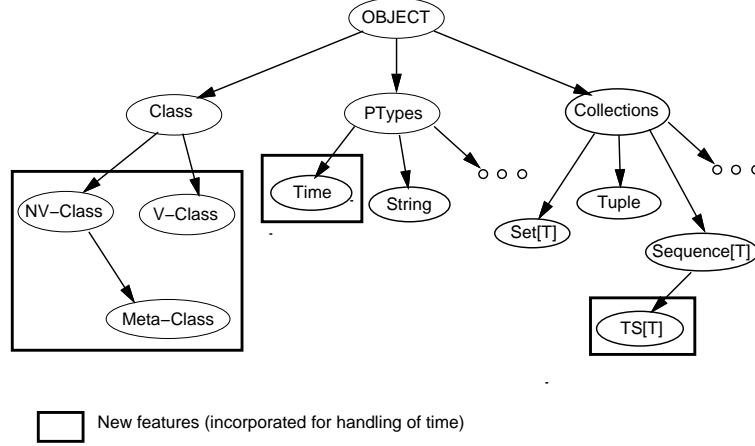 OBJECT
Class
PTypes
Collections
NV−Class
V−Class
Time
String
Set[T]
Tuple
Sequence[T]
Meta−Class
TS[T]
New features (incorporated for handling of time)